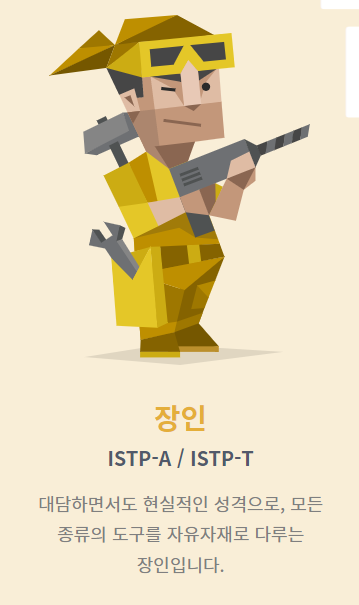 장인
ISTP-A / ISTP-T
대담하면서도 현실적인 성격으로, 모든
종류의 도구를 자유자재로 다루는
장인입니다.